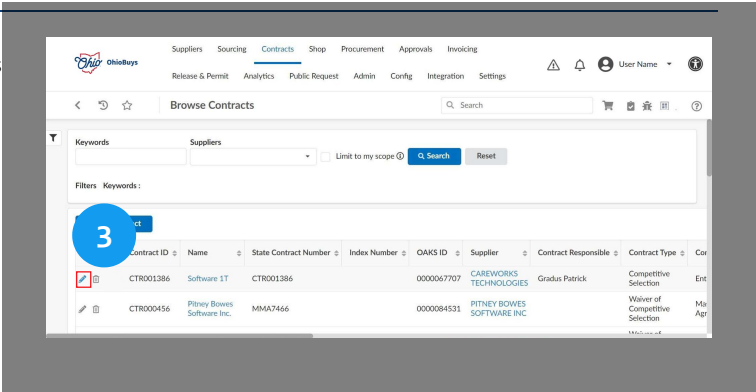 Suppliers Sourcing Contracts Shop Procurement Approvals Invoicing
Ohio OhioBuys
User Name
Release & Permit Analytics Public Request Admin Config Integration Settings
Browse Contracts
Search
Keywords Suppliers
Limit to my scope
Search Reset
Filters Keywords :
3
Contract ID Name State Contract Number Index Number OAKS ID Supplier Contract Responsible Contract Type
CTR001386 Software 1T CTR001386 0000067707 CAREWORKS TECHNOLOGIES Gradus Patrick Competitive Selection
CTR000456 Pitney Bowes Software Inc. MMA7466 0000084531 PITNEY BOWES SOFTWARE INC Waiver of Competitive Selection